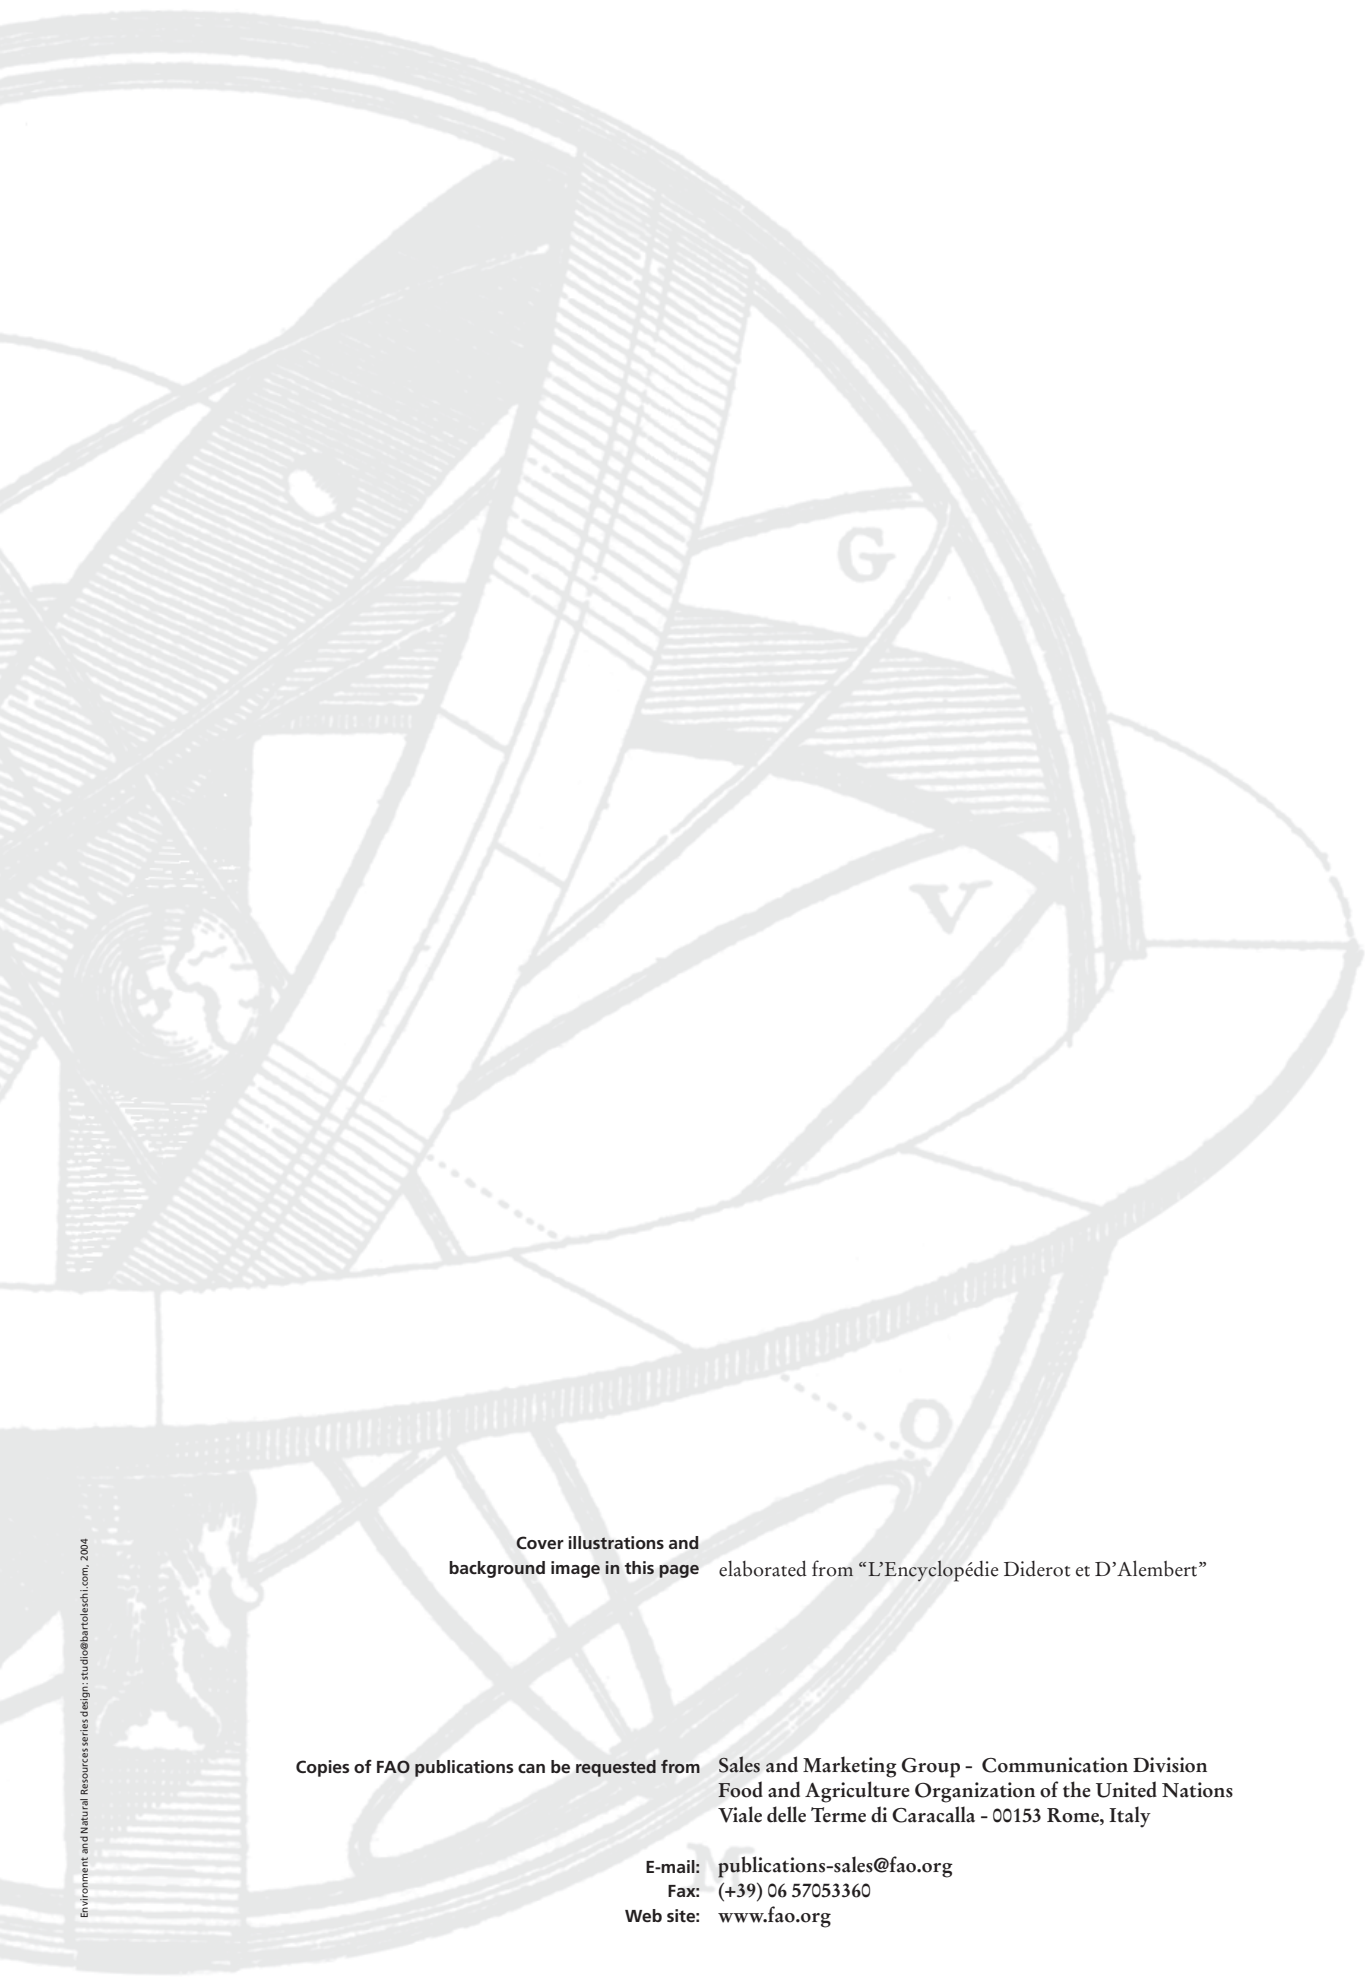 G
V
O
Cover illustrations and
background image in this page elaborated from “L’Encyclopédie Diderot et D’Alembert”
Copies of FAO publications can be requested from Sales and Marketing Group - Communication Division
Food and Agriculture Organization of the United Nations
Viale delle Terme di Caracalla - 00153 Rome, Italy
M
E-mail: publications-sales@fao.org
Fax: (+39) 06 57053360
Web site: www.fao.org
Environment and Natural Resources series design: studio@bartoleschi.com, 2004